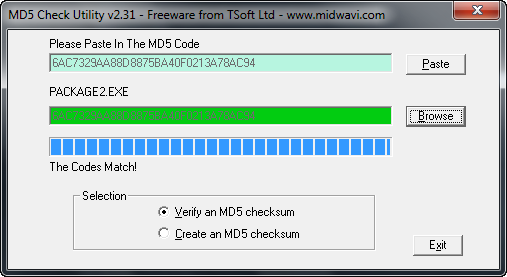 MD5 Check Utility v2.31 - Freeware from TSoft Ltd - www.midwavi.com
Please Paste In The MD5 Code
6AC7329AA88D8875BA40F0213A78AC94
Paste
PACKAGE2.EXE
6AC7329AA88D8875BA40F0213A78AC94
Browse
The Codes Match!
Selection
Verify an MD5 checksum
Create an MD5 checksum
Exit